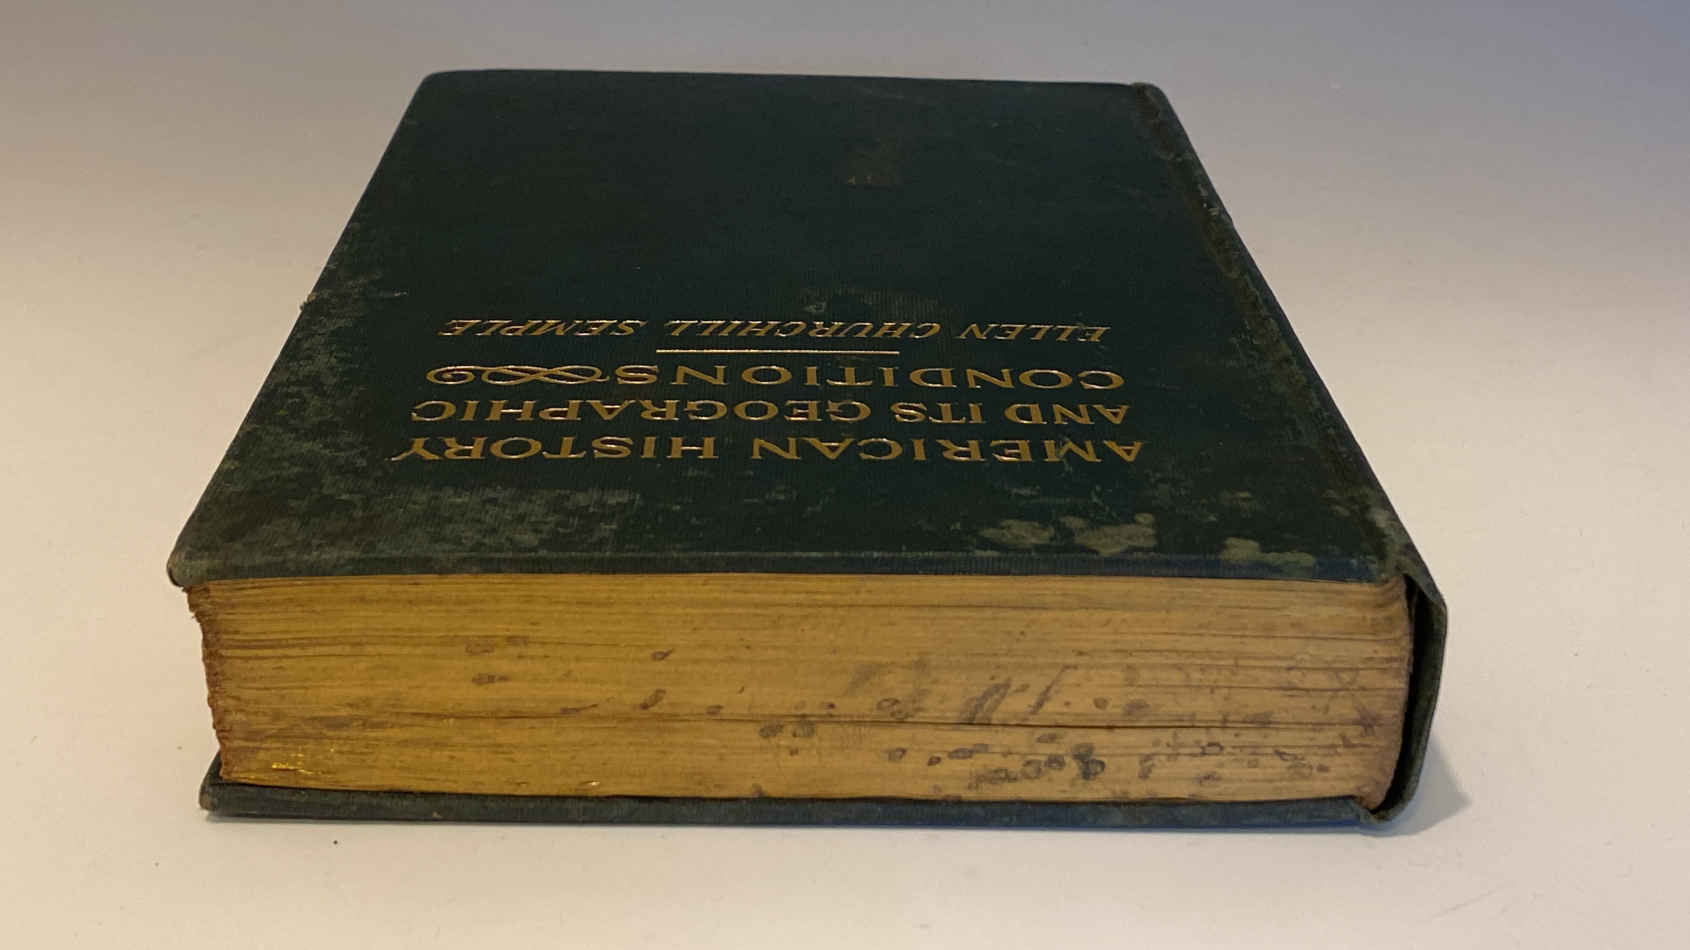 AMERICAN HISTORY
AND ITS GEOGRAPHIC
CONDITIONS
ELLEN CHURCHILL SEMPLE